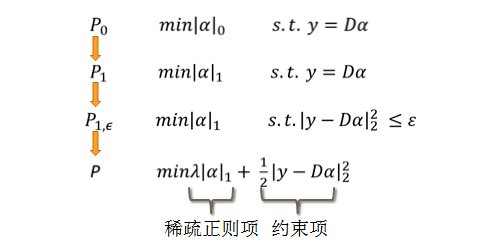 P₀ min|α|₀ s.t. y = Dα
P₁ min|α|₁ s.t. y = Dα
P₁,ϵ min|α|₁ s.t.|y − Dα|₂² ≤ ε
P minλ|α|₁ + ½|y − Dα|₂²
稀疏正则项 约束项